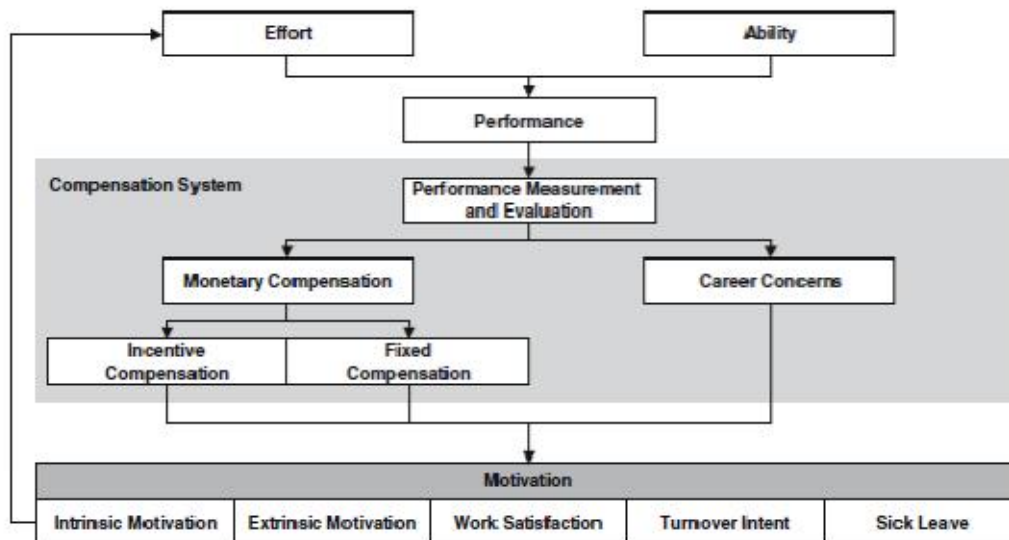 Effort
Ability
Performance
Compensation System
Performance Measurement
and Evaluation
Monetary Compensation
Career Concerns
Incentive
Compensation
Fixed
Compensation
Motivation
Intrinsic Motivation
Extrinsic Motivation
Work Satisfaction
Turnover Intent
Sick Leave